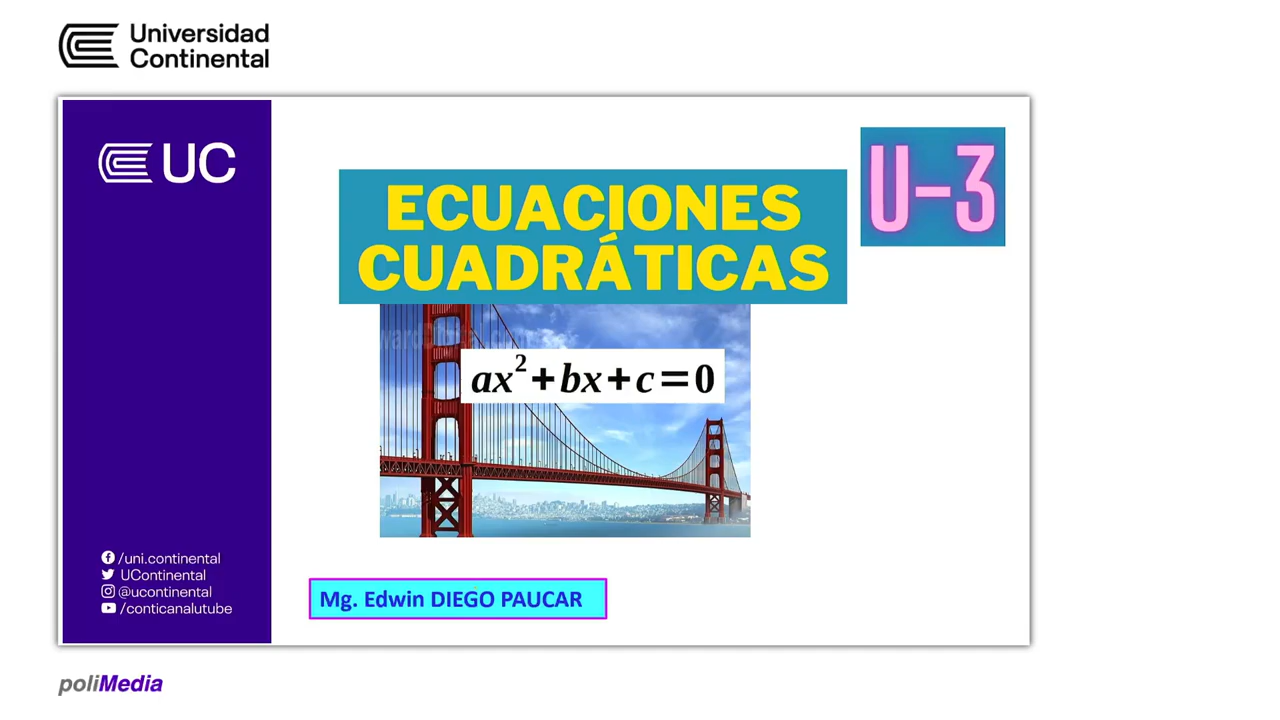 Universidad
Continental
UC
U-3
ECUACIONES
CUADRÁTICAS
ax²+bx+c=0
/uni.continental
UContinental
@ucontinental
/conticanalutube
Mg. Edwin DIEGO PAUCAR
poliMedia